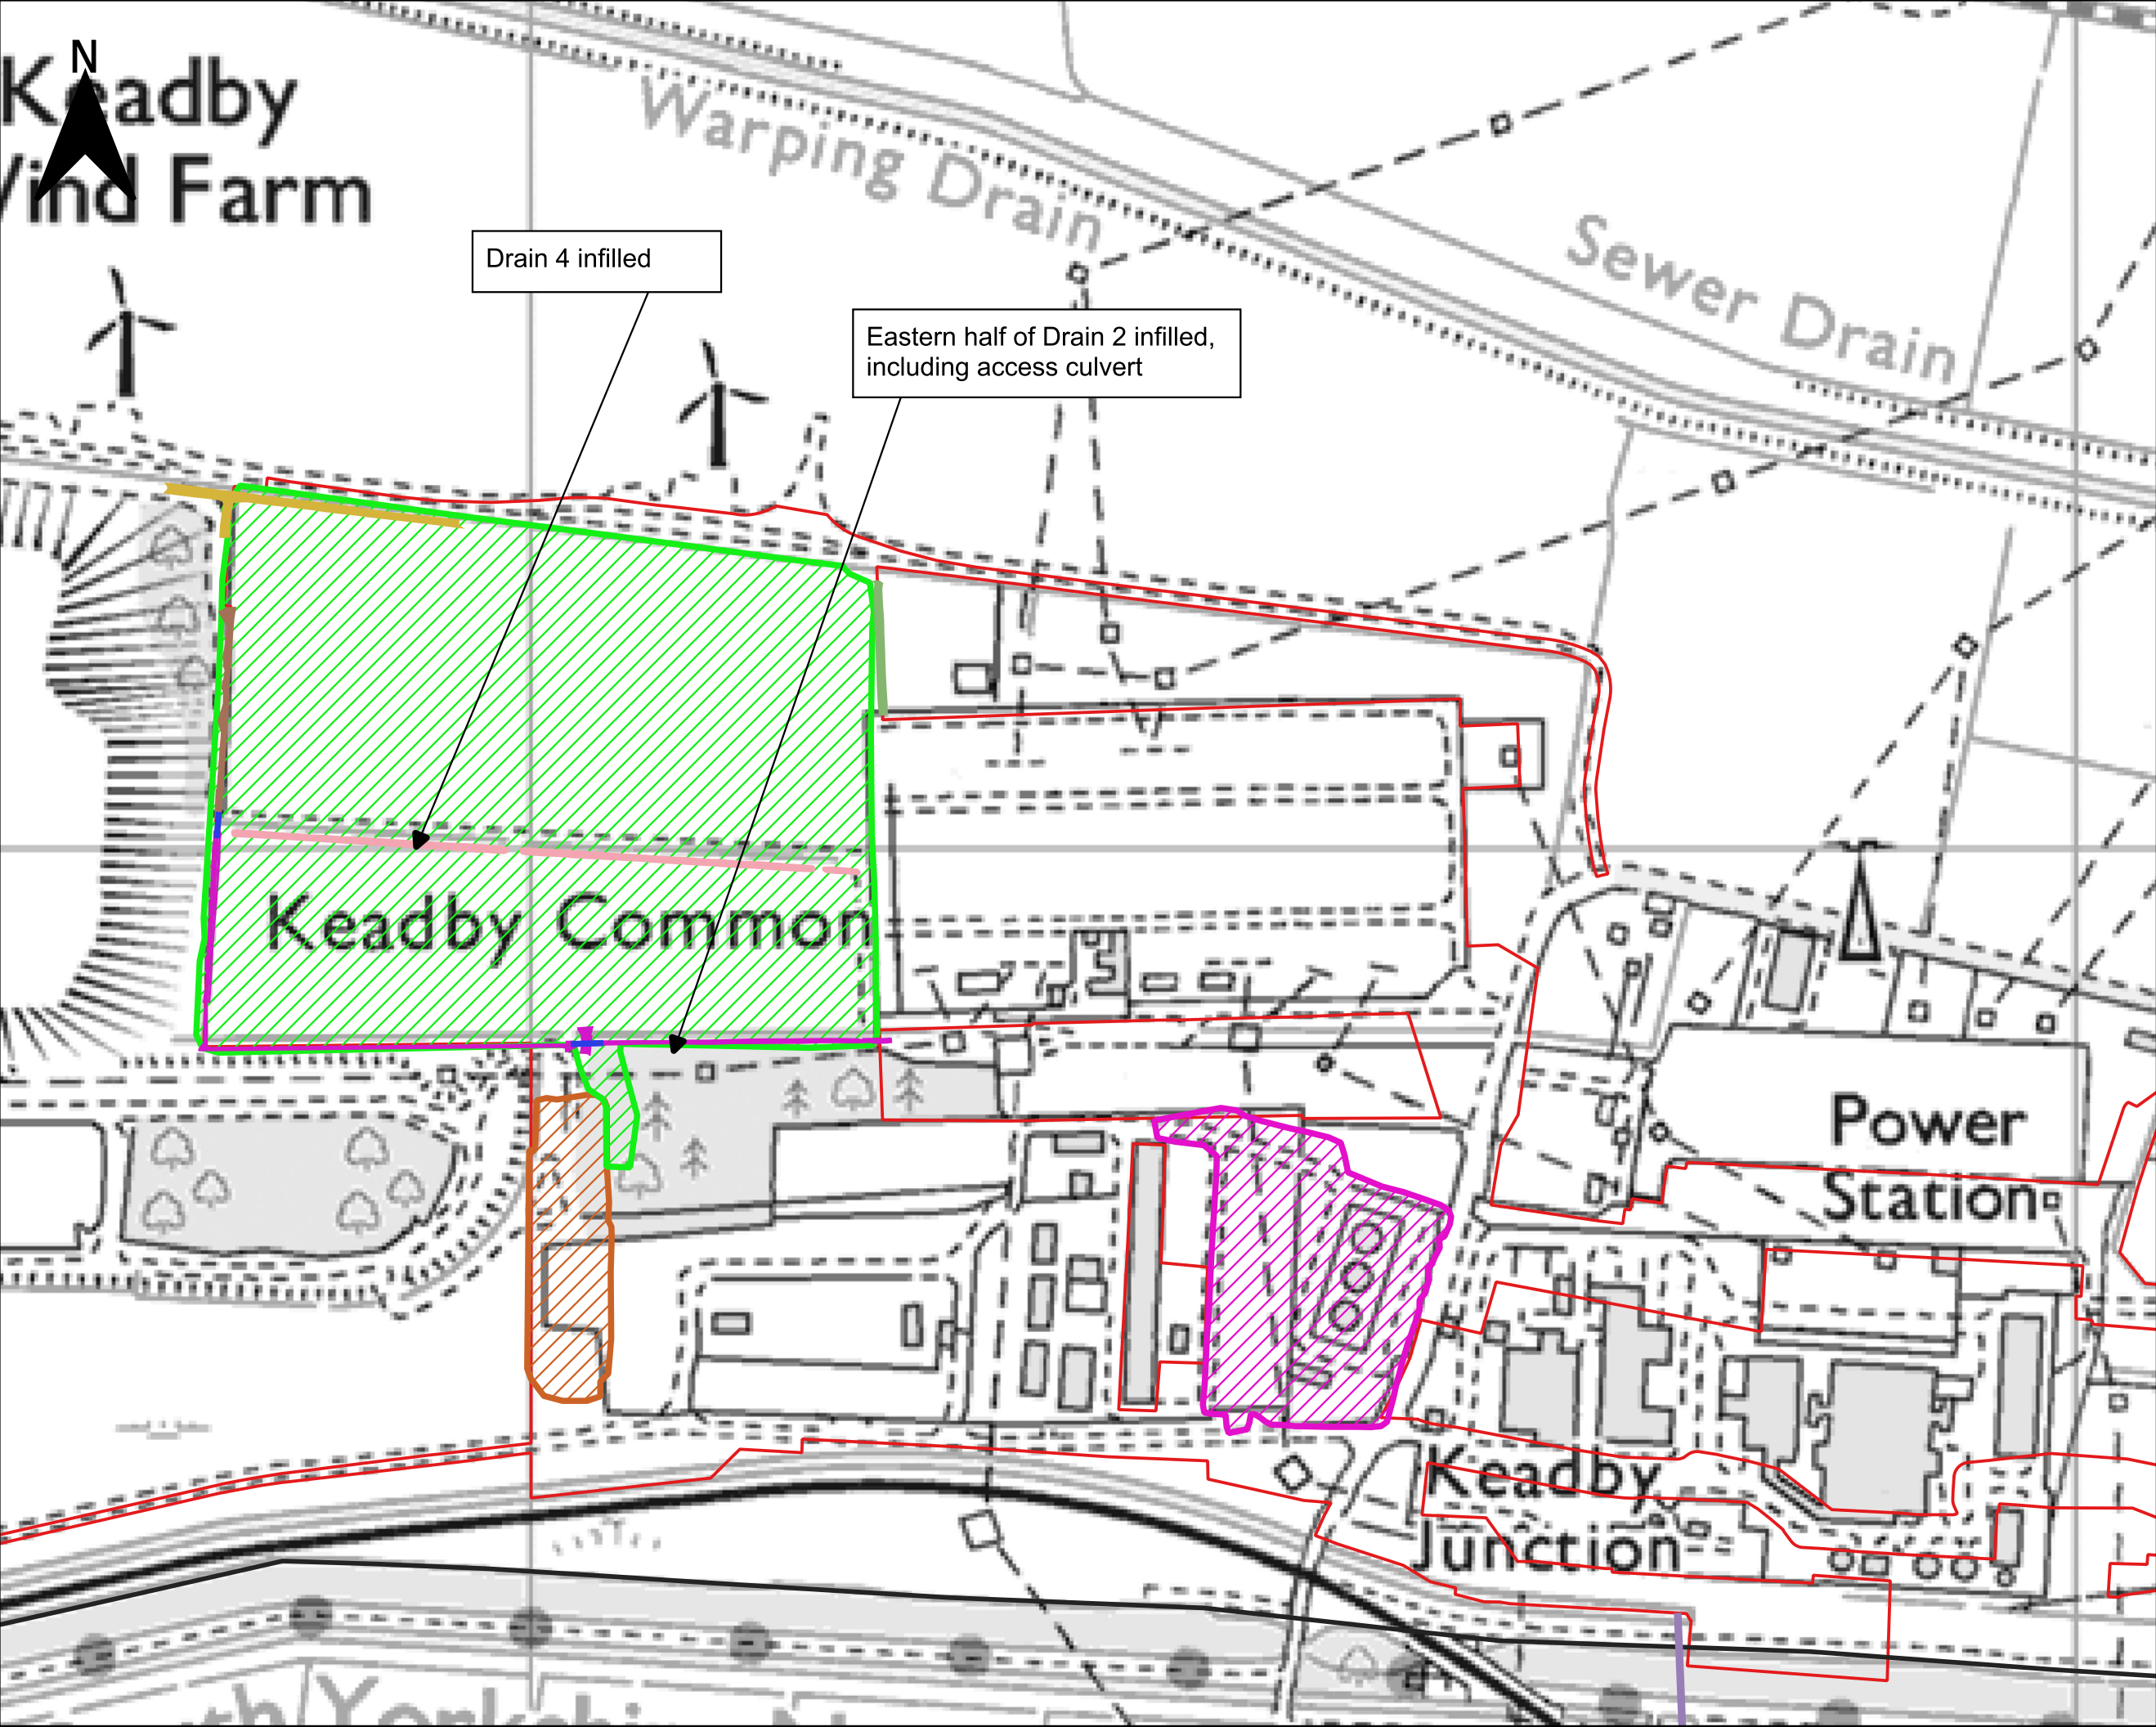 N
Keadby
Wind Farm
Warping Drain
Sewer Drain
Drain 4 infilled
Eastern half of Drain 2 infilled,
including access culvert
Keadby Common
Power
Station
Keadby
Junction